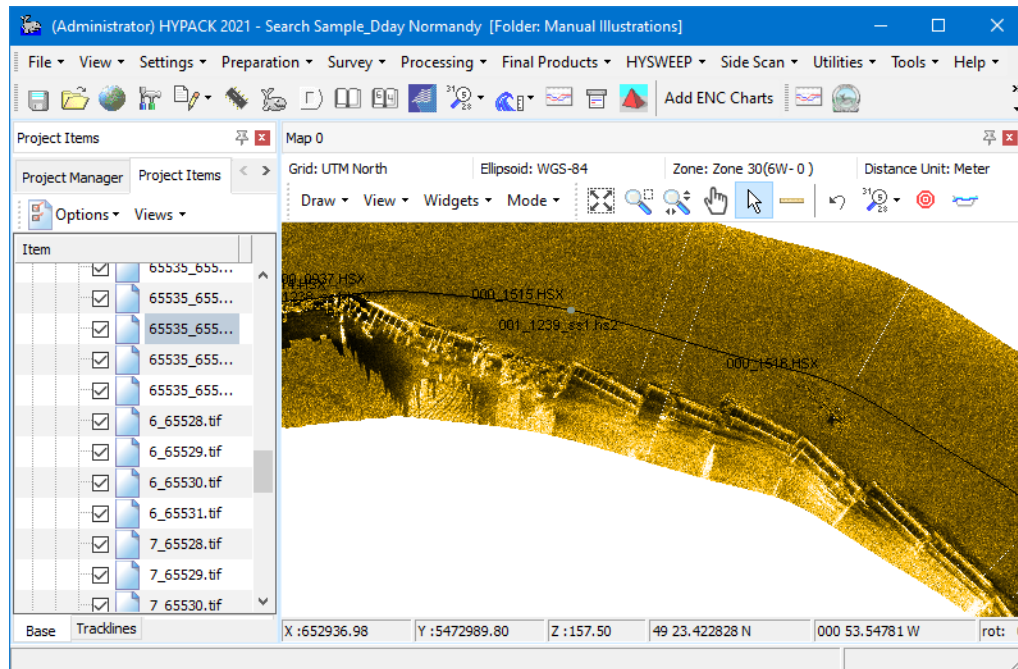 (Administrator) HYPACK 2021 - Search Sample_Dday Normandy [Folder: Manual Illustrations]
File View Settings Preparation Survey Processing Final Products HYSWEEP Side Scan Utilities Tools Help
Add ENC Charts
Project Items
Map 0
Project Manager Project Items
Grid: UTM North Ellipsoid: WGS-84 Zone: Zone 30(6W- 0 ) Distance Unit: Meter
Options Views
Draw View Widgets Mode
Item
65535_655...
65535_655...
65535_655...
65535_655...
65535_655...
6_65528.tif
6_65529.tif
6_65530.tif
6_65531.tif
7_65528.tif
7_65529.tif
7_65530.tif
000_1515.HSX
001_1239_ss1.hs2
000_1518.HSX
Base Tracklines
X :652936.98 Y :5472989.80 Z :157.50 49 23.422828 N 000 53.54781 W rot: